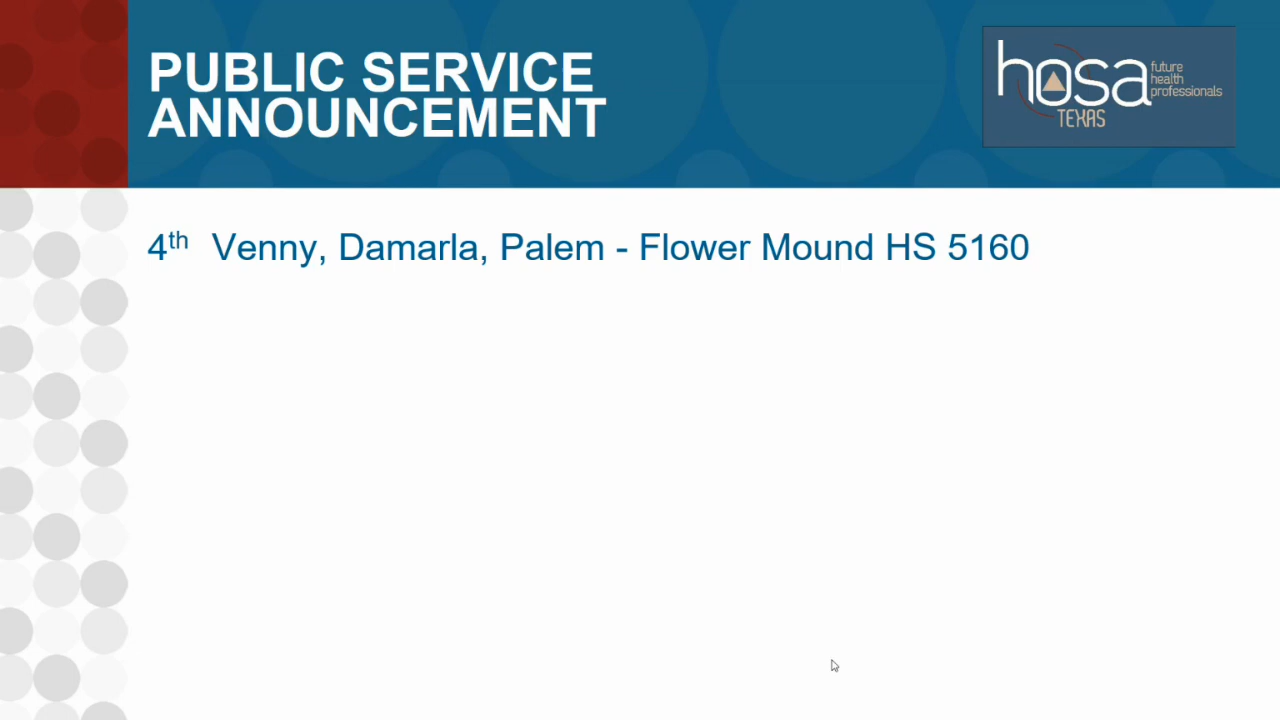 PUBLIC SERVICE
ANNOUNCEMENT
hosa future
health
professionals
TEXAS
4th Venny, Damarla, Palem - Flower Mound HS 5160